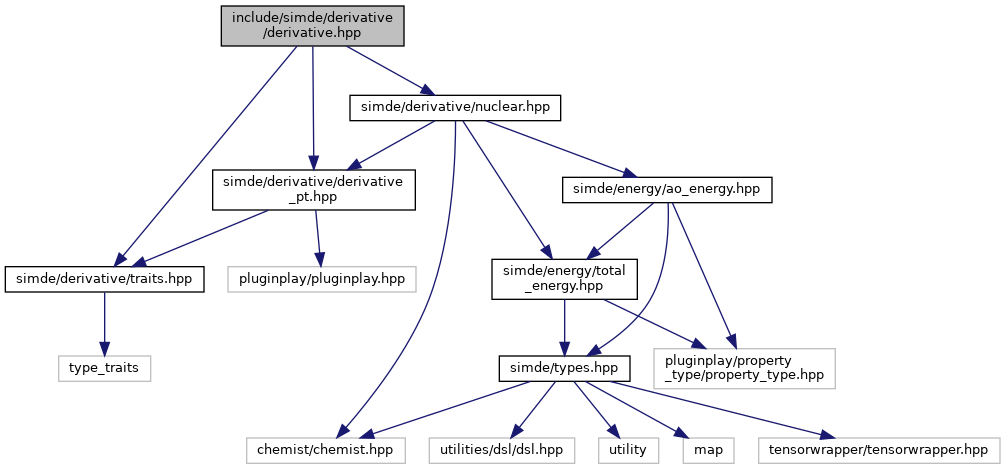 include/simde/derivative
/derivative.hpp
simde/derivative/nuclear.hpp
simde/derivative/derivative
_pt.hpp
simde/energy/ao_energy.hpp
simde/derivative/traits.hpp
pluginplay/pluginplay.hpp
simde/energy/total
_energy.hpp
type_traits
simde/types.hpp
pluginplay/property
_type/property_type.hpp
chemist/chemist.hpp
utilities/dsl/dsl.hpp
utility
map
tensorwrapper/tensorwrapper.hpp